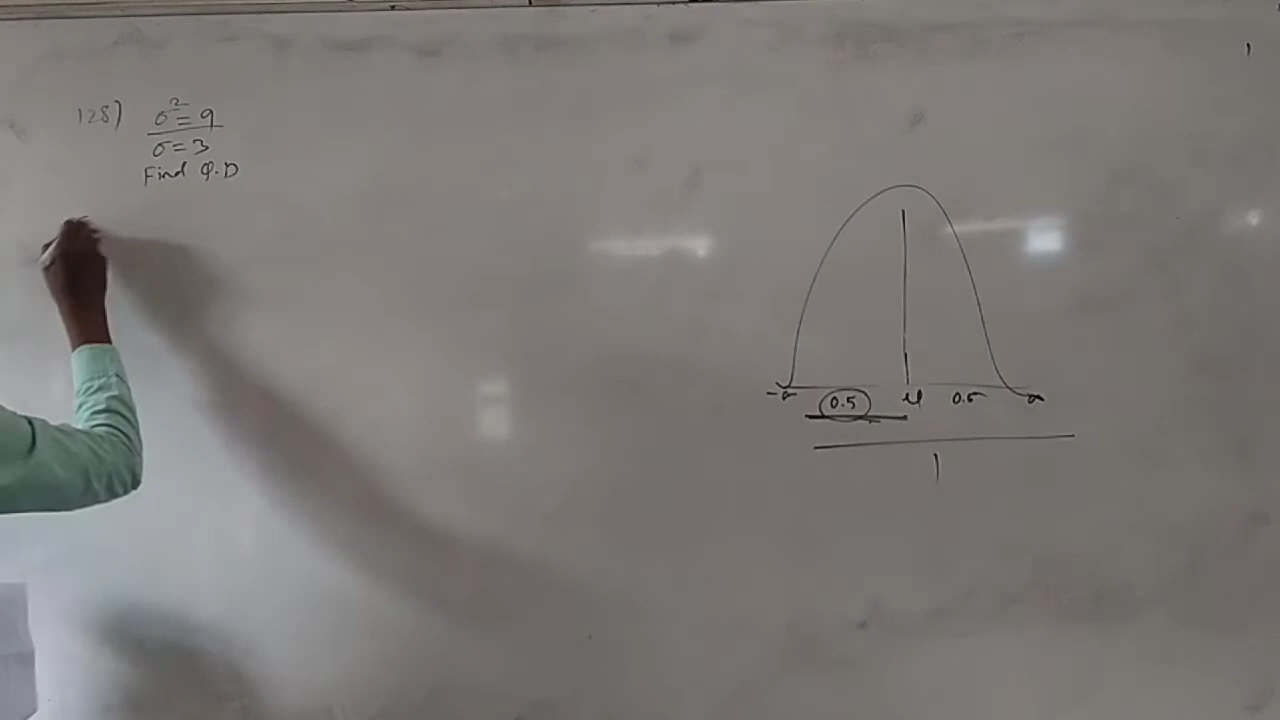 128) σ² = 9
σ = 3
Find Q.D
-∞ 0.5 μ 0.5 ∞
1